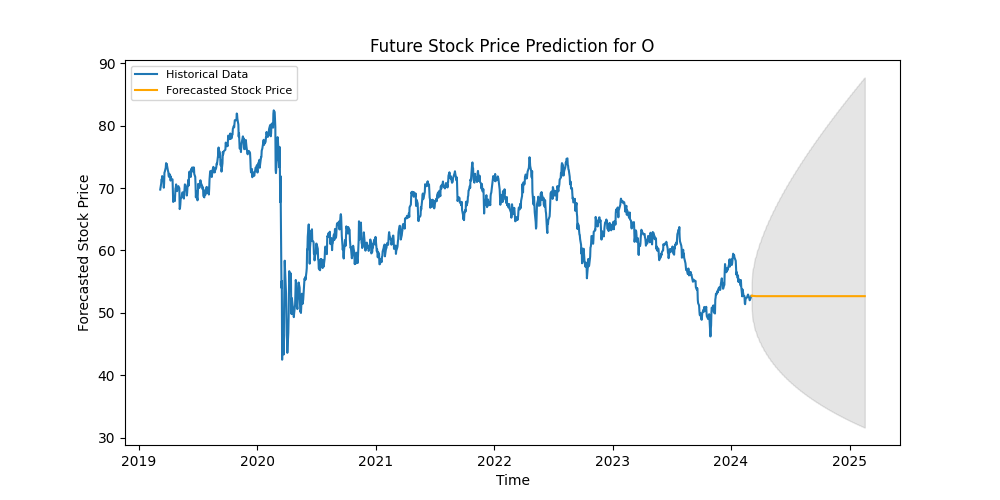 Future Stock Price Prediction for O
Historical Data
Forecasted Stock Price
Forecasted Stock Price
90
80
70
60
50
40
30
2019
2020
2021
2022
2023
2024
2025
Time